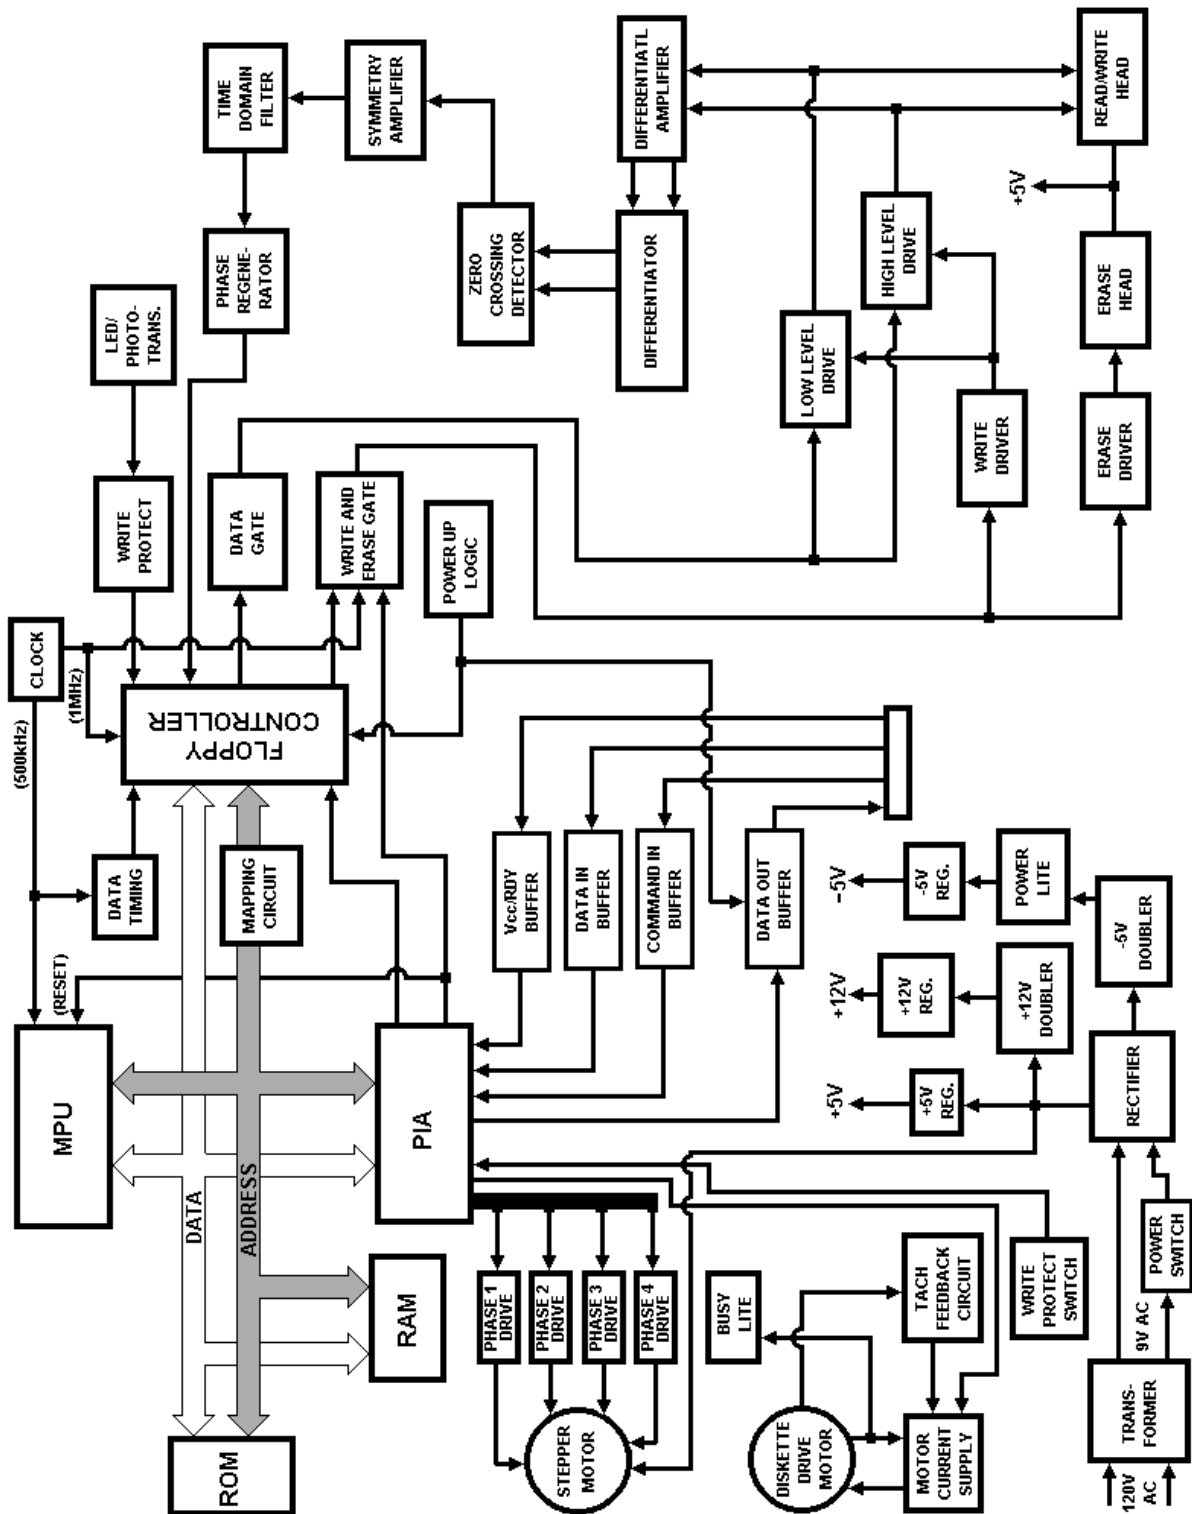 ROM
RAM
MPU
PIA
DATA
ADDRESS
(RESET)
(500kHz)
(1MHz)
CLOCK
DATA
TIMING
MAPPING
CIRCUIT
FLOPPY
CONTROLLER
WRITE
PROTECT
LED/
PHOTO-
TRANS.
DATA
GATE
WRITE AND
ERASE GATE
POWER UP
LOGIC
PHASE
REGENE-
RATOR
TIME
DOMAIN
FILTER
SYMMETRY
AMPLIFIER
ZERO
CROSSING
DETECTOR
DIFFERENTIATOR
DIFFERENTIATL
AMPLIFIER
LOW LEVEL
DRIVE
HIGH LEVEL
DRIVE
WRITE
DRIVER
ERASE
DRIVER
ERASE
HEAD
+5V
READ/WRITE
HEAD
PHASE 1
DRIVE
PHASE 2
DRIVE
PHASE 3
DRIVE
PHASE 4
DRIVE
STEPPER
MOTOR
Vcc/RDY
BUFFER
DATA IN
BUFFER
COMMAND IN
BUFFER
DATA OUT
BUFFER
BUSY
LITE
DISKETTE
DRIVE
MOTOR
TACH
FEEDBACK
CIRCUIT
MOTOR
CURRENT
SUPPLY
WRITE
PROTECT
SWITCH
120V
AC
TRANS-
FORMER
9V AC
POWER
SWITCH
RECTIFIER
+5V
+5V
REG.
+12V
+12V
REG.
+12V
DOUBLER
-5V
-5V
REG.
POWER
LITE
-5V
DOUBLER